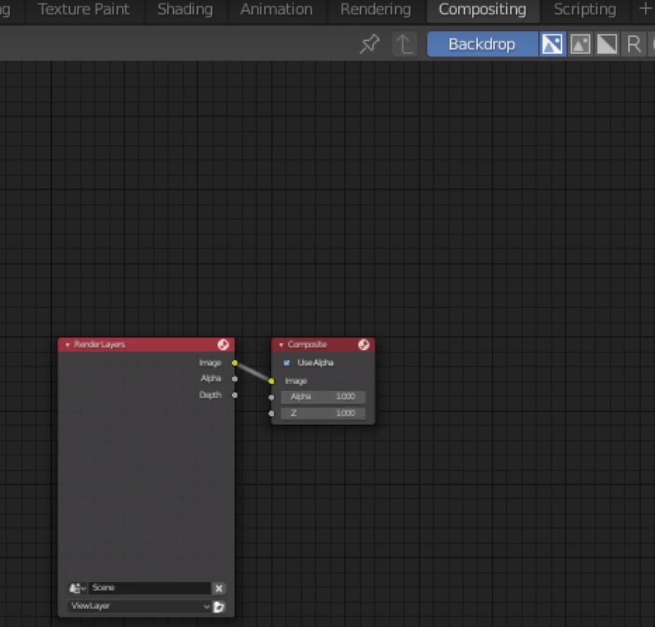 Texture Paint Shading Animation Rendering Compositing Scripting +
Backdrop R
Render Layers
Composite
Image
Use Alpha
Alpha
Image
Depth
Alpha 1.000
Z 1.000
Scene
ViewLayer